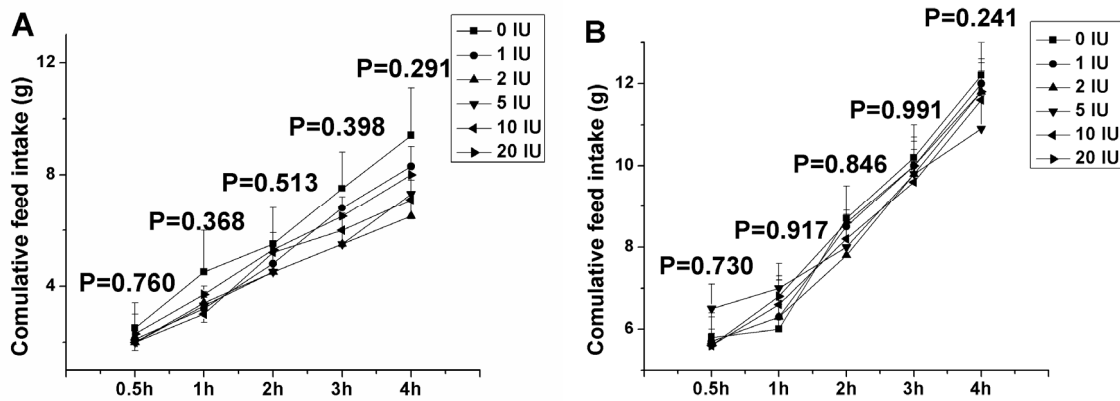 A
0 IU
1 IU
2 IU
5 IU
10 IU
20 IU
P=0.291
P=0.398
P=0.513
P=0.368
P=0.760
Comulative feed intake (g)
12
8
4
0.5h 1h 2h 3h 4h
B
P=0.241
0 IU
1 IU
2 IU
5 IU
10 IU
20 IU
P=0.991
P=0.846
P=0.917
P=0.730
Comulative feed intake (g)
12
10
8
6
0.5h 1h 2h 3h 4h